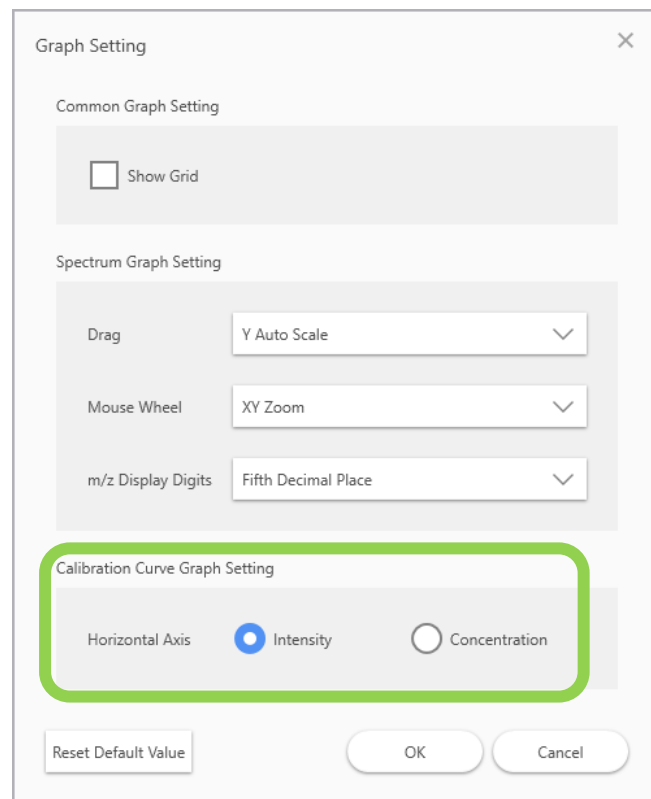 Graph Setting
Common Graph Setting
Show Grid
Spectrum Graph Setting
Drag Y Auto Scale
Mouse Wheel XY Zoom
m/z Display Digits Fifth Decimal Place
Calibration Curve Graph Setting
Horizontal Axis Intensity Concentration
Reset Default Value OK Cancel